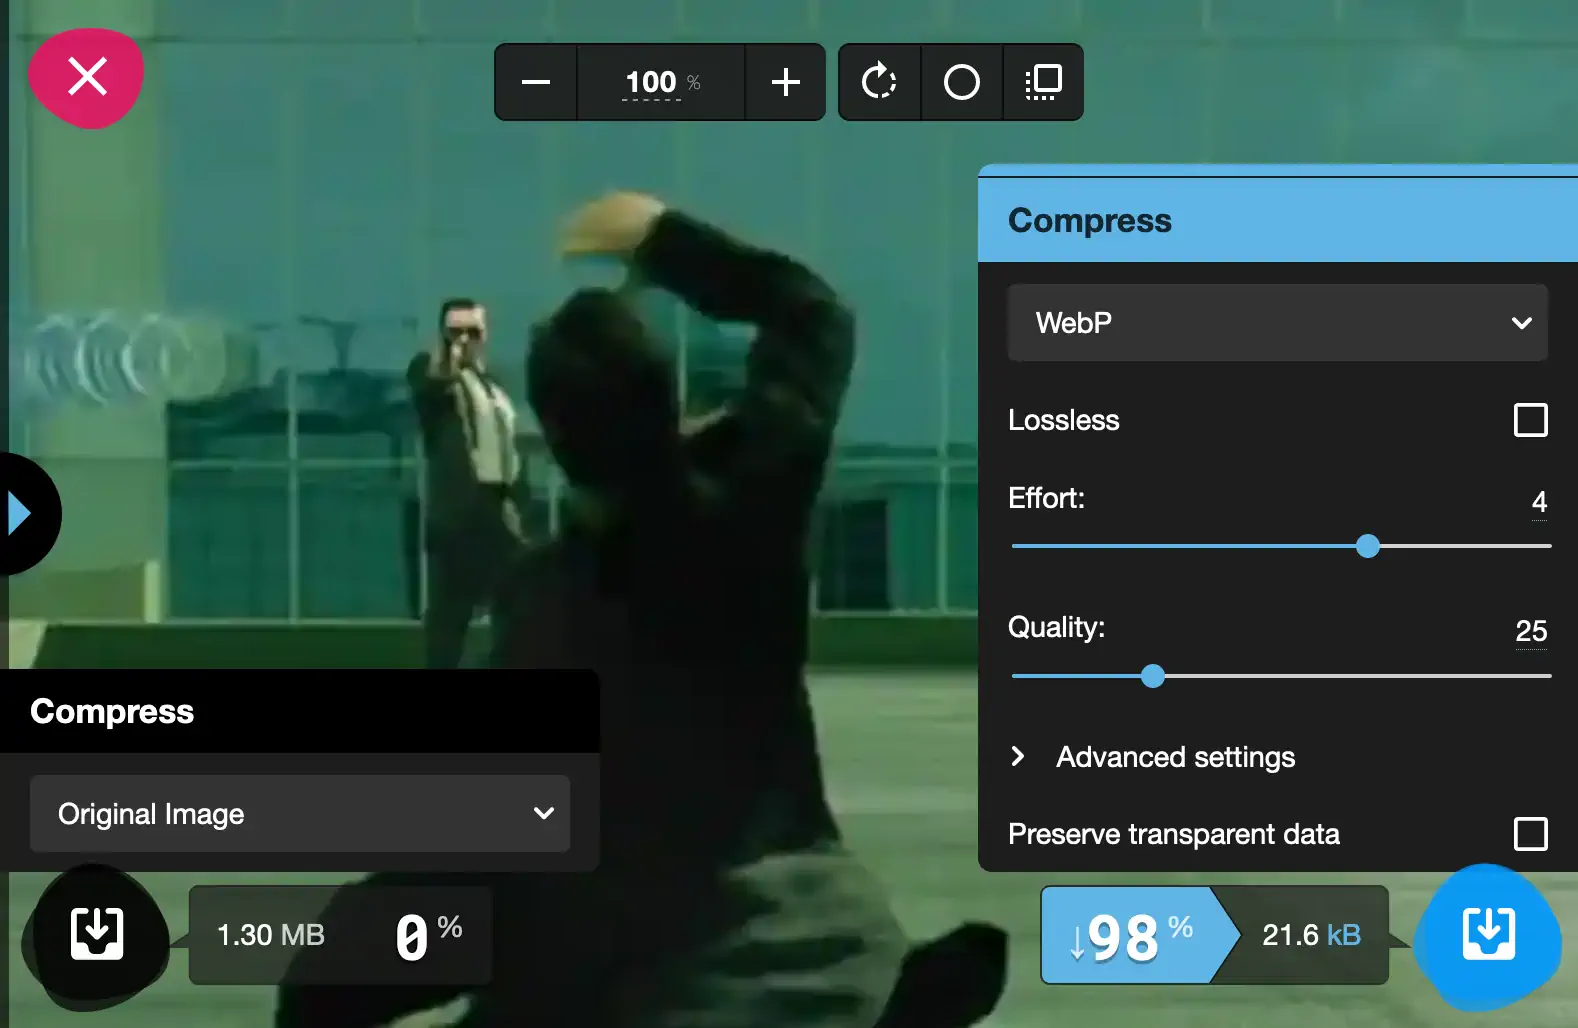 100 %
Compress
WebP
Lossless
Effort:
4
Quality:
25
Advanced settings
Preserve transparent data
Compress
Original Image
1.30 MB
0 %
↓98 %
21.6 kB